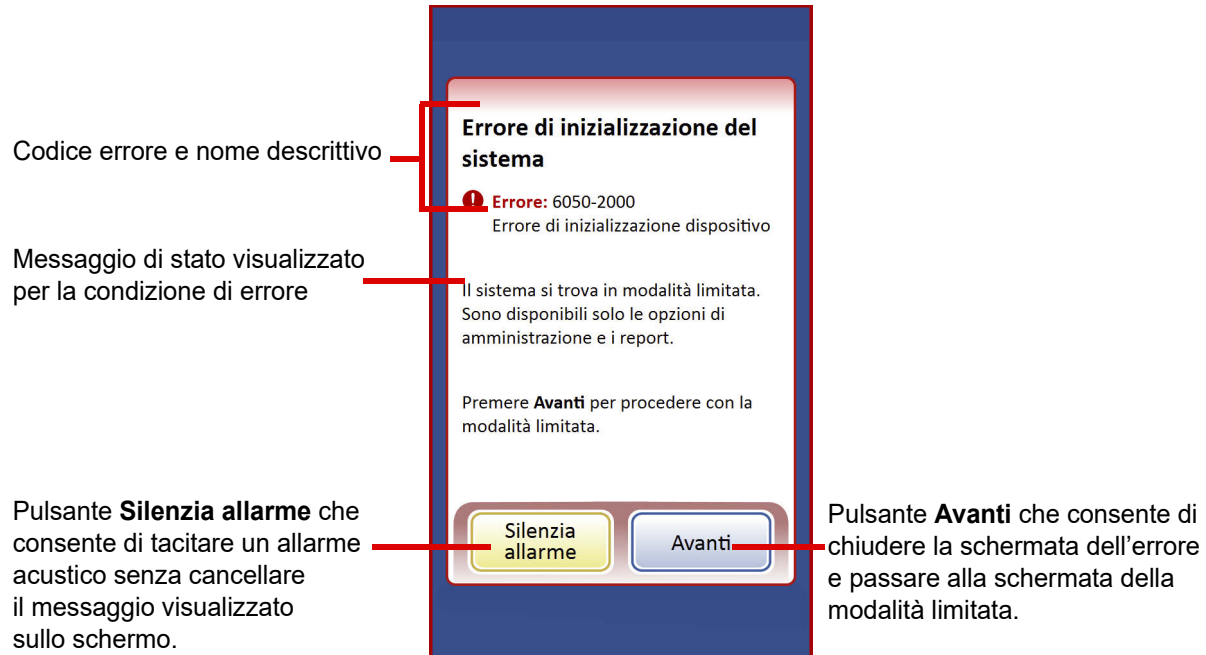 Codice errore e nome descrittivo
Messaggio di stato visualizzato
per la condizione di errore
Pulsante Silenzia allarme che
consente di tacitare un allarme
acustico senza cancellare
il messaggio visualizzato
sullo schermo.
Errore di inizializzazione del
sistema
Errore: 6050-2000
Errore di inizializzazione dispositivo
Il sistema si trova in modalità limitata.
Sono disponibili solo le opzioni di
amministrazione e i report.
Premere Avanti per procedere con la
modalità limitata.
Silenzia
allarme
Avanti
Pulsante Avanti che consente di
chiudere la schermata dell'errore
e passare alla schermata della
modalità limitata.